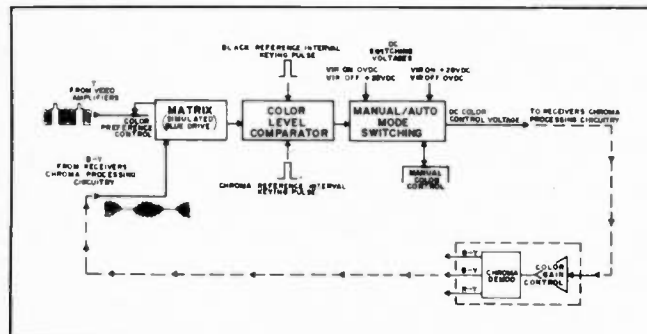 BLACK REFERENCE INTERVAL
KEYING PULSE
DC
SWITCHING
VOLTAGES
VIR ON 0VDC
VIR OFF +20VDC
VIR ON +20VDC
VIR OFF 0VDC
Y
FROM VIDEO
AMPLIFIERS
COLOR
PREFERENCE
CONTROL
MATRIX
(SIMULATED
BLUE DRIVE)
COLOR
LEVEL
COMPARATOR
MANUAL/AUTO
MODE
SWITCHING
DC COLOR
CONTROL VOLTAGE
TO RECEIVERS CHROMA
PROCESSING CIRCUITRY
B-Y
FROM RECEIVERS
CHROMA PROCESSING
CIRCUITRY
CHROMA REFERENCE INTERVAL
KEYING PULSE
MANUAL
COLOR
CONTROL
B-Y
R-Y
CHROMA
DEMOD
COLOR
GAIN
CONTROL